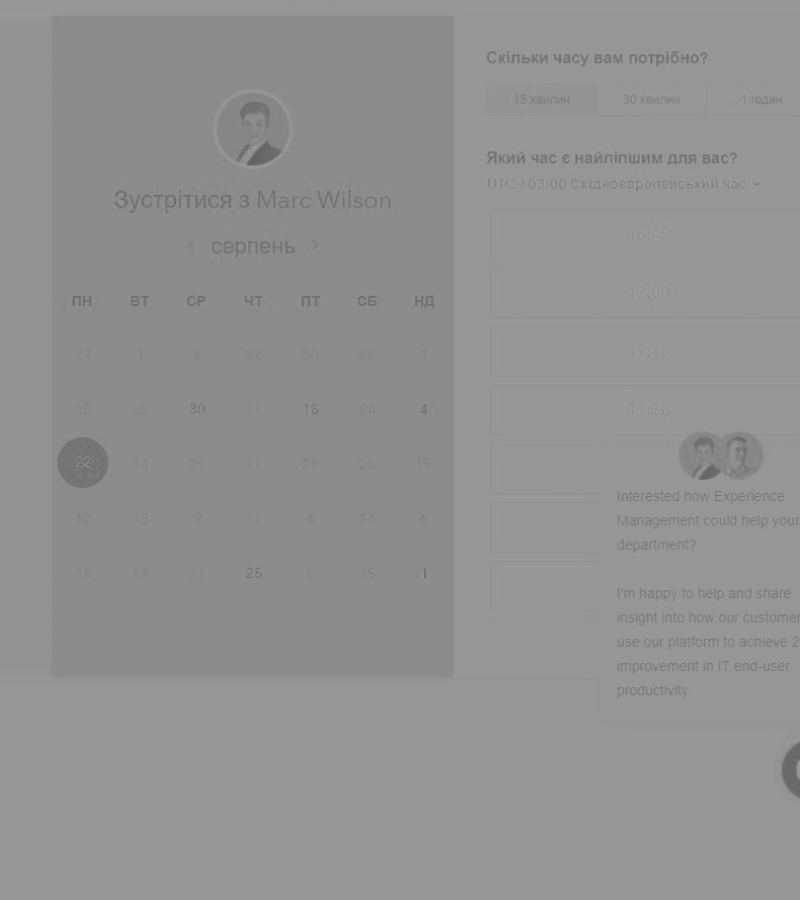 Зустрітися з Marc Wilson
‹ серпень ›
ПН ВТ СР ЧТ ПТ СБ НД
21 1 6 22 30 22 1
13 8 30 11 18 24 4
22 14 25 11 29 26 19
12 15 9 11 4 14 6
15 19 21 25 5 15 1
Скільки часу вам потрібно?
15 хвилин 30 хвилин 1 годин
Який час є найліпшим для вас?
UTC +03:00 Східноєвропейський час
16:45
17:00
17:15
17:30
Interested how Experience
Management could help your
department?
I'm happy to help and share
insight into how our customer
use our platform to achieve 2
improvement in IT end-user
productivity.